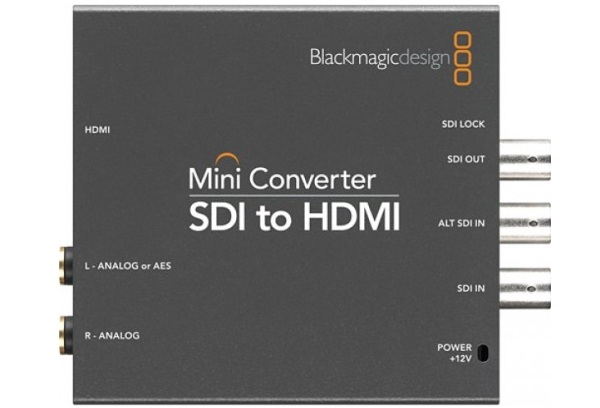 Blackmagicdesign
HDMI
SDI LOCK
SDI OUT
Mini Converter
SDI to HDMI
ALT SDI IN
L - ANALOG or AES
SDI IN
R - ANALOG
POWER
+12V